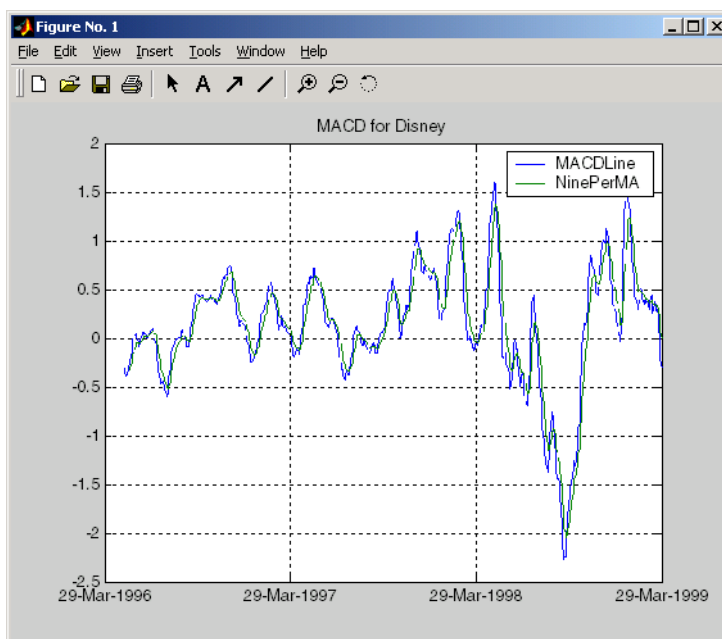 Figure No. 1
File Edit View Insert Tools Window Help
A
MACD for Disney
MACDLine
NinePerMA
2
1.5
1
0.5
0
-0.5
-1
-1.5
-2
-2.5
29-Mar-1996 29-Mar-1997 29-Mar-1998 29-Mar-1999